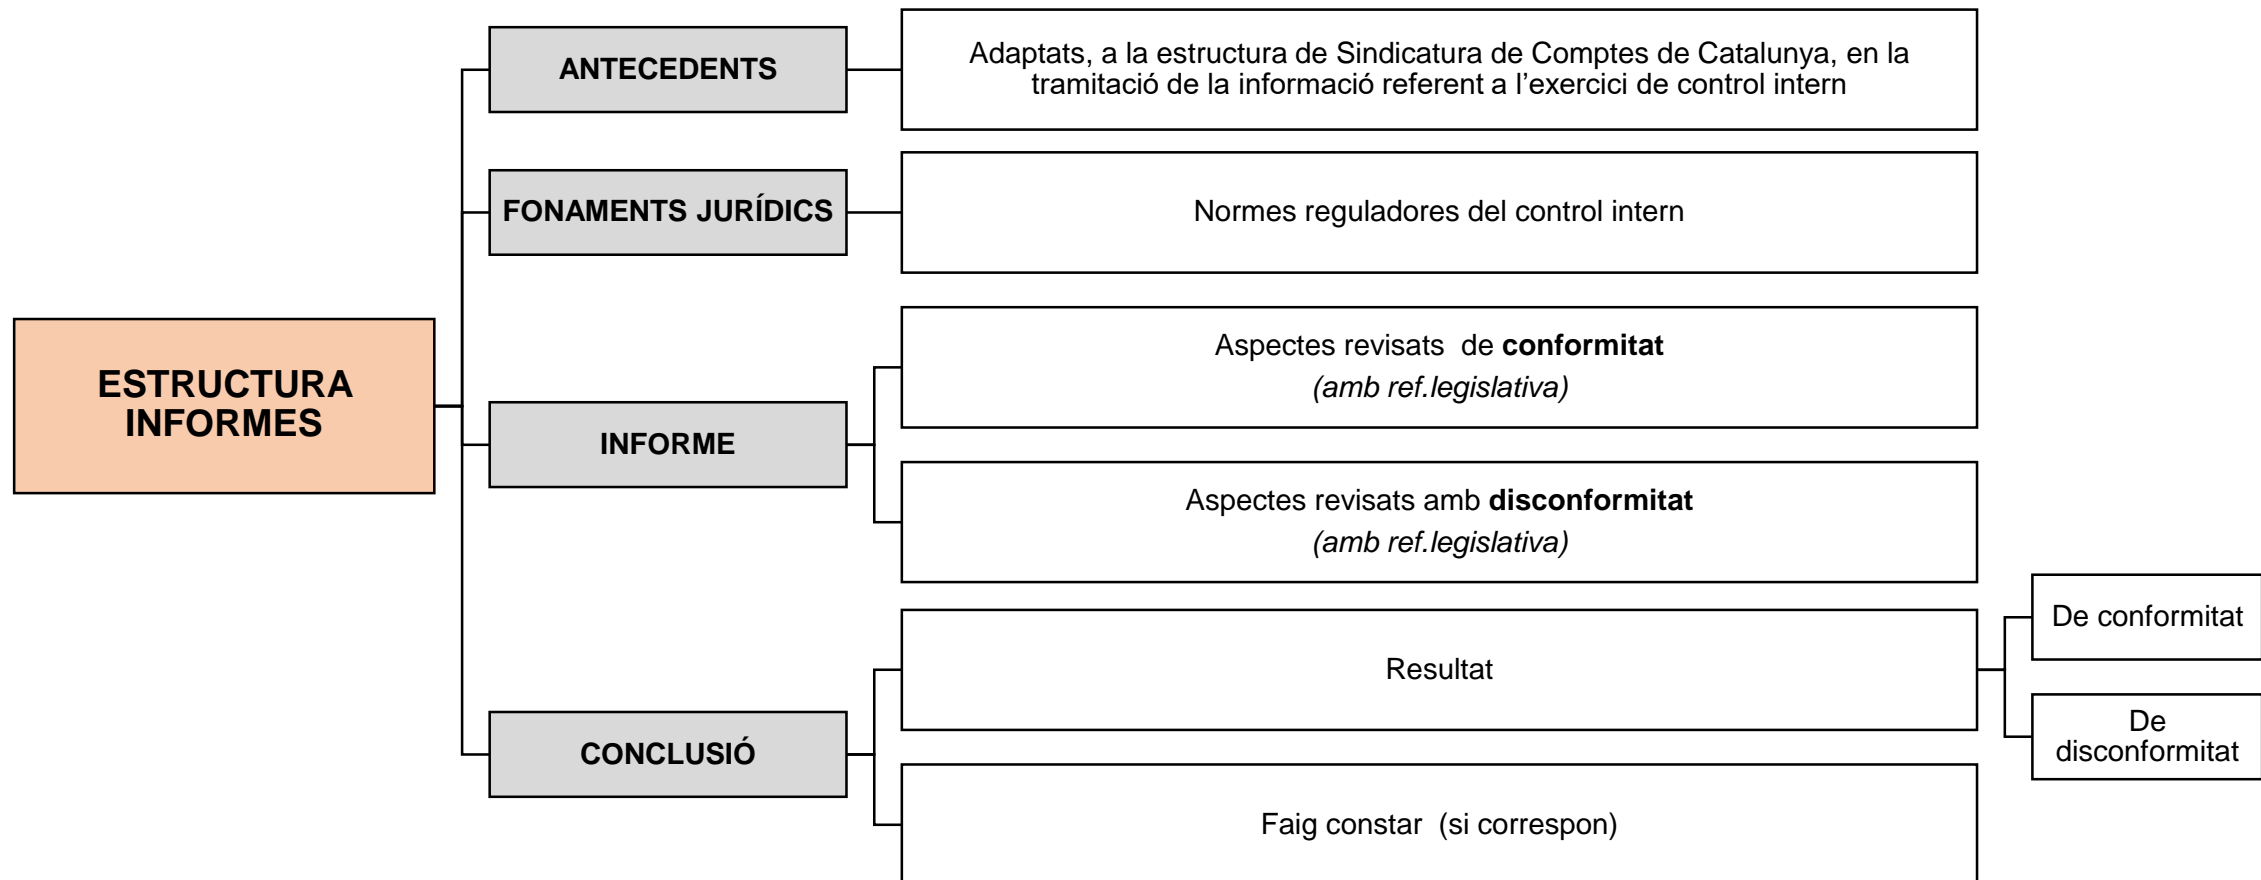 ANTECEDENTS
Adaptats, a la estructura de Sindicatura de Comptes de Catalunya, en la
tramitació de la informació referent a l’exercici de control intern
FONAMENTS JURÍDICS
Normes reguladores del control intern
ESTRUCTURA
INFORMES
INFORME
Aspectes revisats  de conformitat
(amb ref.legislativa)
Aspectes revisats amb disconformitat
(amb ref.legislativa)
CONCLUSIÓ
Resultat
De conformitat
De
disconformitat
Faig constar  (si correspon)